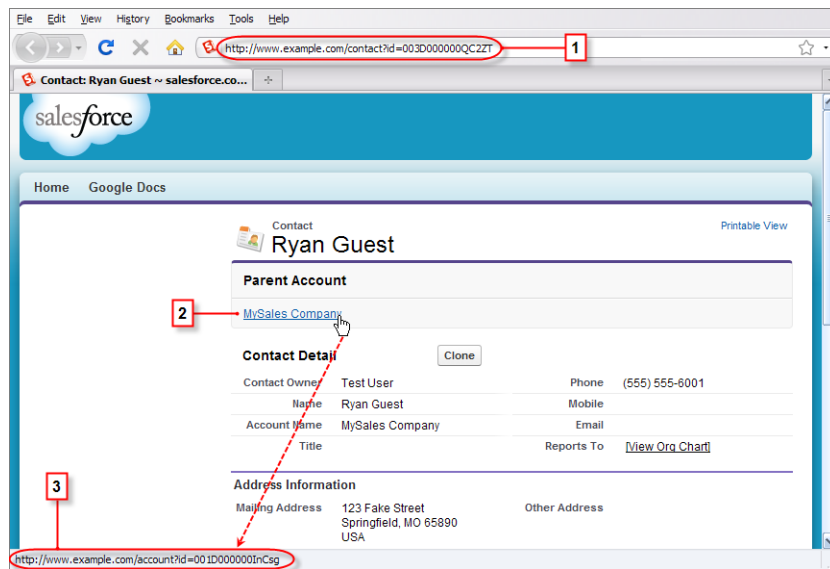 File Edit View History Bookmarks Tools Help
http://www.example.com/contact?id=003D000000QC2ZT
1
Contact: Ryan Guest ~ salesforce.co...
salesforce
Home Google Docs
Contact
Ryan Guest
Printable View
Parent Account
2
MySales Company
Contact Detail
Clone
Contact Owner Test User Phone (555) 555-6001
Name Ryan Guest Mobile
Account Name MySales Company Email
Title Reports To [View Org Chart]
3
Address Information
Mailing Address 123 Fake Street Other Address
Springfield, MO 65890
USA
http://www.example.com/account?id=001D000000InCsg